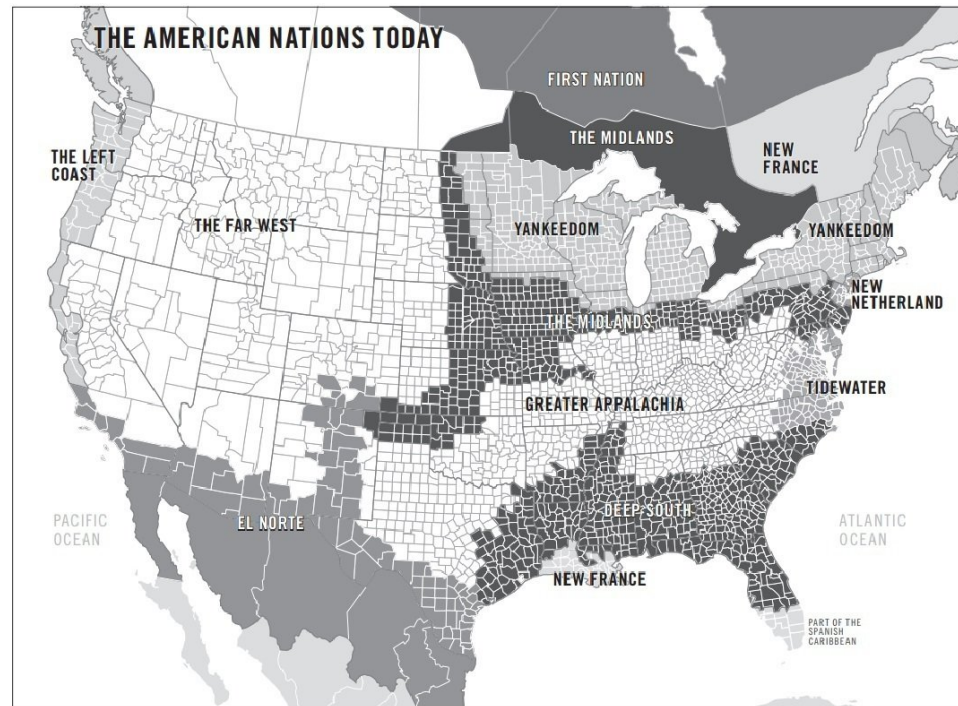 THE AMERICAN NATIONS TODAY
FIRST NATION
THE MIDLANDS
NEW
FRANCE
THE LEFT
COAST
THE FAR WEST
YANKEEDOM
YANKEEDOM
NEW
NETHERLAND
THE MIDLANDS
TIDEWATER
GREATER APPALACHIA
PACIFIC
OCEAN
EL NORTE
DEEP SOUTH
ATLANTIC
OCEAN
NEW FRANCE
PART OF THE
SPANISH
CARIBBEAN